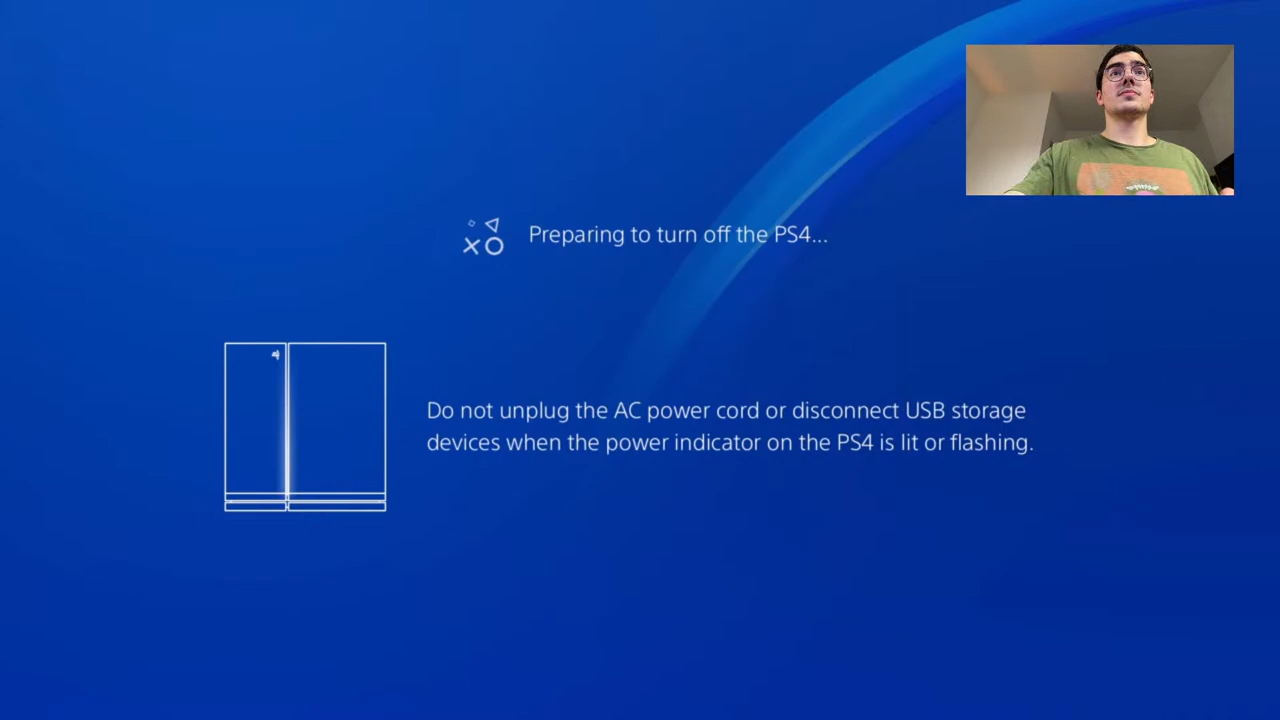 Preparing to turn off the PS4...
Do not unplug the AC power cord or disconnect USB storage
devices when the power indicator on the PS4 is lit or flashing.